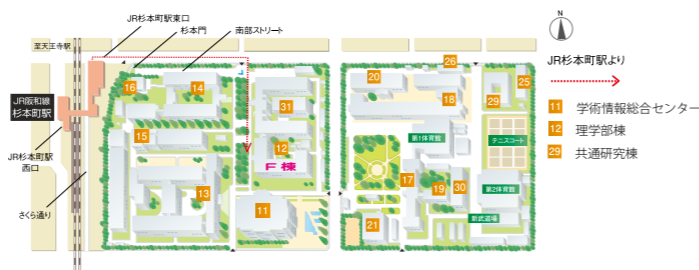 JR杉本町駅東口
杉本門
南部ストリート
至天王寺駅
JR阪和線
杉本町駅
JR杉本町駅
西口
さくら通り
16
14
15
13
31
12
F棟
11
20
26
18
29
25
第1体育館
テニスコート
17
19
30
第2体育館
新武道場
21
N
JR杉本町駅より
11 学術情報総合センター
12 理学部棟
29 共通研究棟